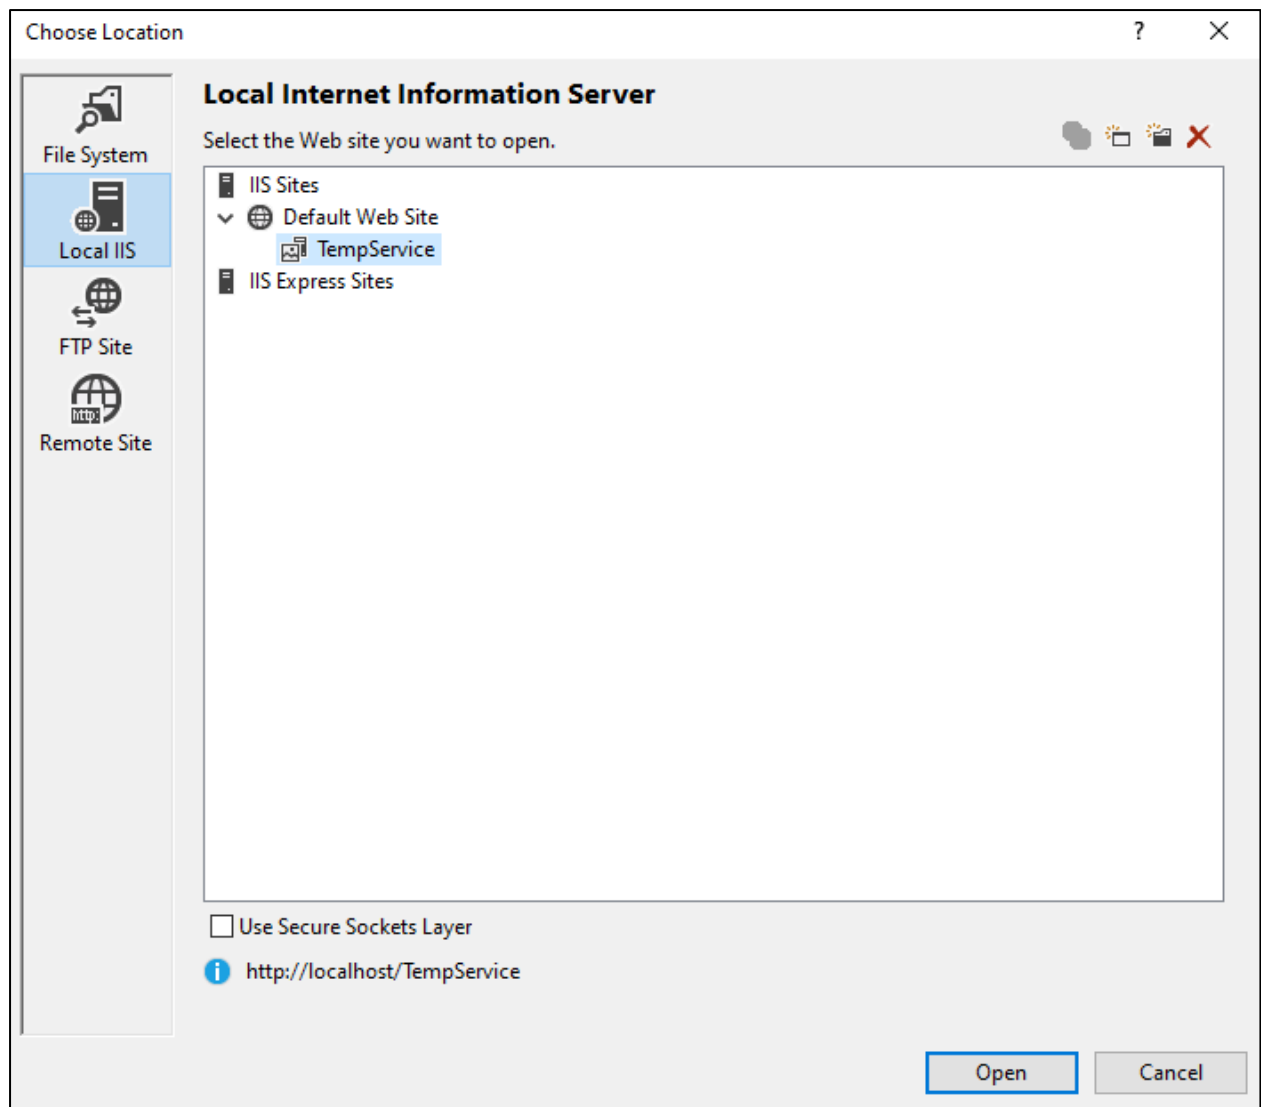 Choose Location
?
File System
Local IIS
FTP Site
http:
Remote Site
Local Internet Information Server
Select the Web site you want to open.
IIS Sites
Default Web Site
TempService
IIS Express Sites
Use Secure Sockets Layer
http://localhost/TempService
Open
Cancel